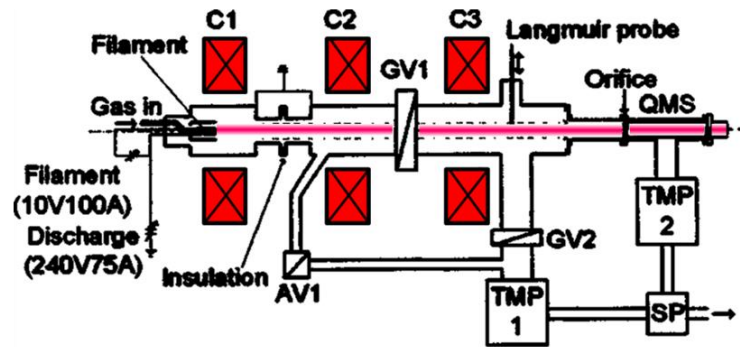 C1
C2
C3
Filament
Langmuir probe
GV1
Orifice
QMS
Gas in
Filament
(10V100A)
Discharge
(240V75A)
Insulation
AV1
GV2
TMP
1
TMP
2
SP